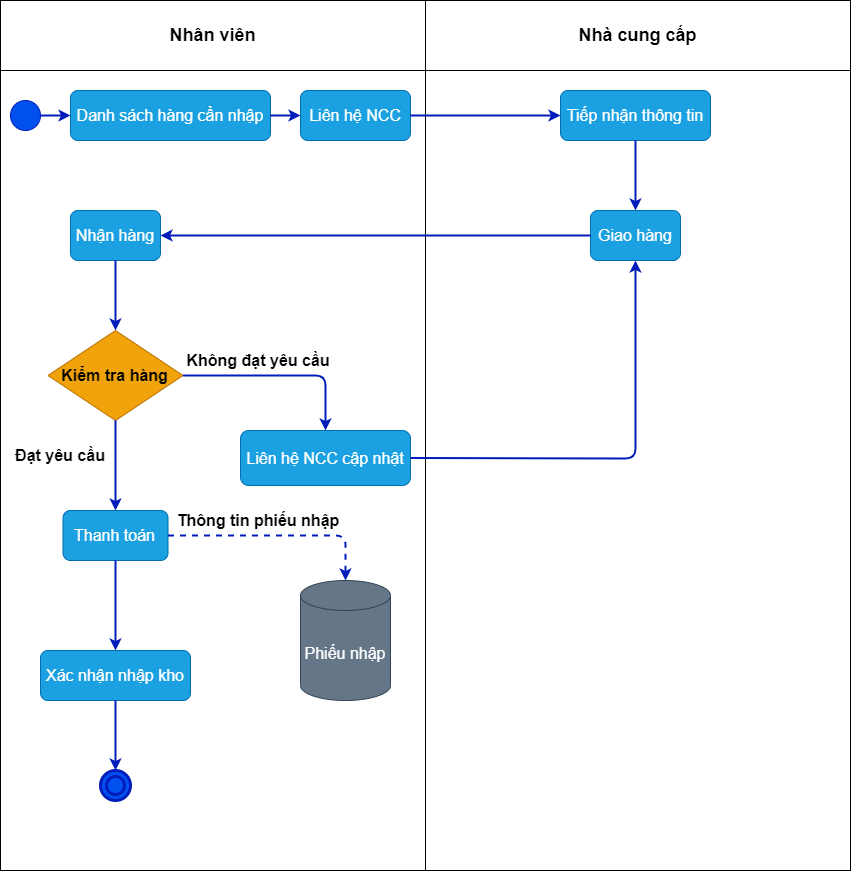 Nhân viên
Nhà cung cấp
Danh sách hàng cần nhập
Liên hệ NCC
Tiếp nhận thông tin
Nhận hàng
Giao hàng
Không đạt yêu cầu
Kiểm tra hàng
Đạt yêu cầu
Liên hệ NCC cập nhật
Thông tin phiếu nhập
Thanh toán
Phiếu nhập
Xác nhận nhập kho